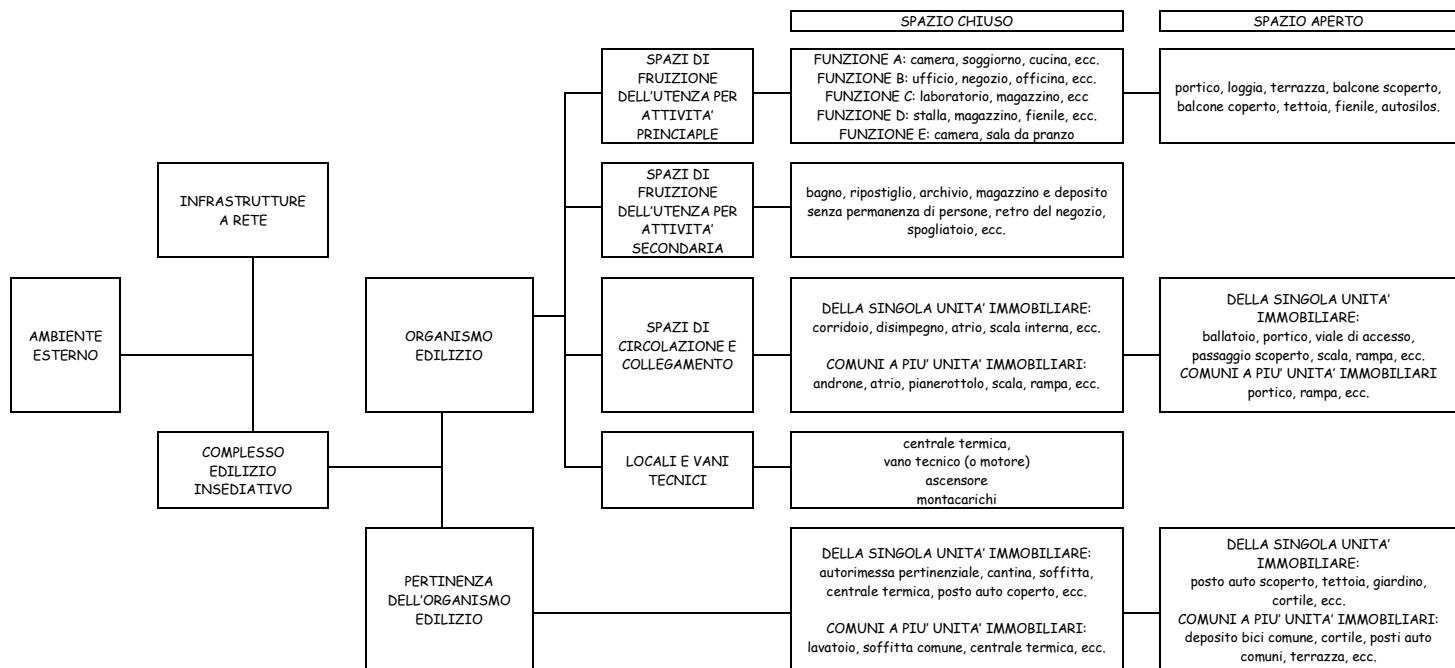 SPAZIO CHIUSO
SPAZIO APERTO
SPAZI DI
FRUIZIONE
DELL'UTENZA PER
ATTIVITA'
PRINCIAPLE
FUNZIONE A: camera, soggiorno, cucina, ecc.
FUNZIONE B: ufficio, negozio, officina, ecc.
FUNZIONE C: laboratorio, magazzino, ecc
FUNZIONE D: stalla, magazzino, fienile, ecc.
FUNZIONE E: camera, sala da pranzo
portico, loggia, terrazza, balcone scoperto,
balcone coperto, tettoia, fienile, autosilos.
INFRASTRUTTURE
A RETE
SPAZI DI
FRUIZIONE
DELL'UTENZA PER
ATTIVITA'
SECONDARIA
bagno, ripostiglio, archivio, magazzino e deposito
senza permanenza di persone, retro del negozio,
spogliatoio, ecc.
AMBIENTE
ESTERNO
ORGANISMO
EDILIZIO
SPAZI DI
CIRCOLAZIONE E
COLLEGAMENTO
DELLA SINGOLA UNITA' IMMOBILIARE:
corridoio, disimpegno, atrio, scala interna, ecc.
COMUNI A PIU' UNITA' IMMOBILIARI:
androne, atrio, pianerottolo, scala, rampa, ecc.
DELLA SINGOLA UNITA'
IMMOBILIARE:
ballatoio, portico, viale di accesso,
passaggio scoperto, scala, rampa, ecc.
COMUNI A PIU' UNITA' IMMOBILIARI
portico, rampa, ecc.
COMPLESSO
EDILIZIO
INSEDIATIVO
LOCALI E VANI
TECNICI
centrale termica,
vano tecnico (o motore)
ascensore
montacarichi
PERTINENZA
DELL'ORGANISMO
EDILIZIO
DELLA SINGOLA UNITA' IMMOBILIARE:
autorimessa pertinenziale, cantina, soffitta,
centrale termica, posto auto coperto, ecc.
COMUNI A PIU' UNITA' IMMOBILIARI:
lavatoio, soffitta comune, centrale termica, ecc.
DELLA SINGOLA UNITA'
IMMOBILIARE:
posto auto scoperto, tettoia, giardino,
cortile, ecc.
COMUNI A PIU' UNITA' IMMOBILIARI:
deposito bici comune, cortile, posti auto
comuni, terrazza, ecc.